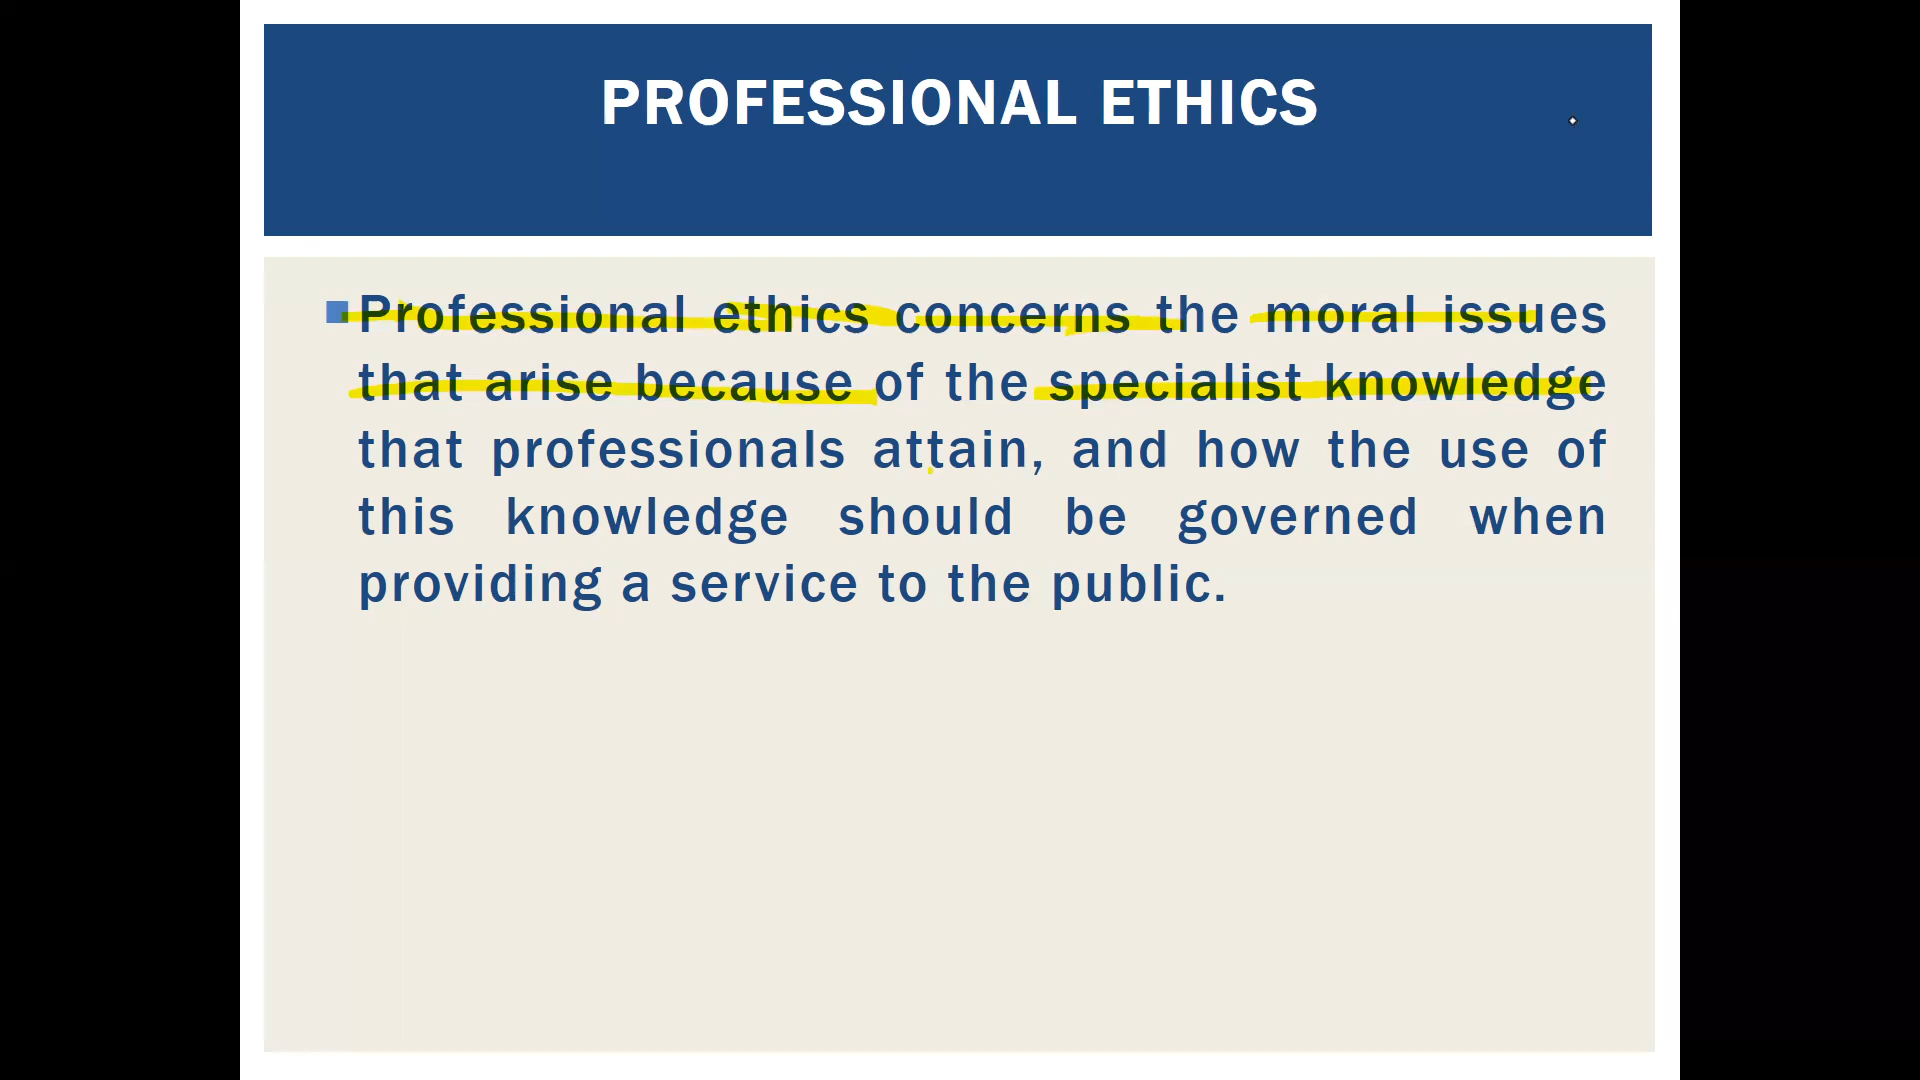 PROFESSIONAL ETHICS
Professional ethics concerns the moral issues
that arise because of the specialist knowledge
that professionals attain, and how the use of
this knowledge should be governed when
providing a service to the public.